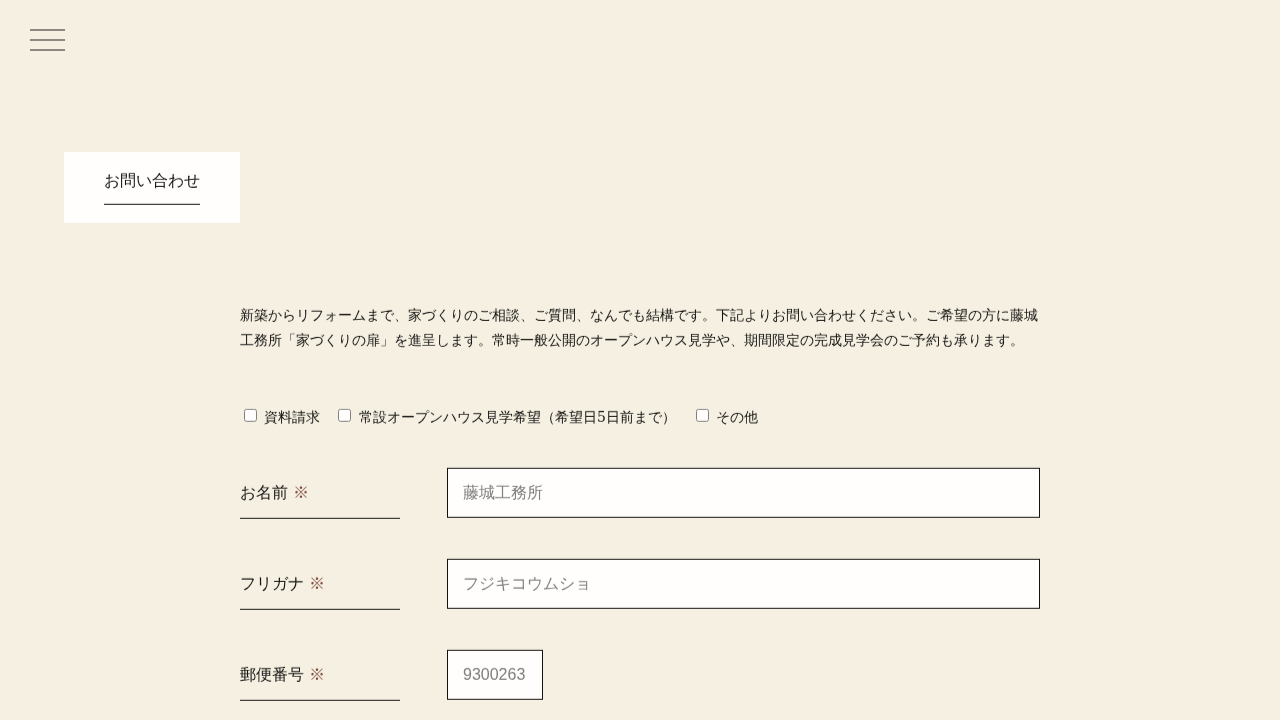 お問い合わせ
新築からリフォームまで、家づくりのご相談、ご質問、なんでも結構です。下記よりお問い合わせください。ご希望の方に藤城
工務所「家づくりの扉」を進呈します。常時一般公開のオープンハウス見学や、期間限定の完成見学会のご予約も承ります。
資料請求 常設オープンハウス見学希望（希望日5日前まで） その他
お名前 ※ 藤城工務所
フリガナ ※ フジキコウムショ
郵便番号 ※ 9300263